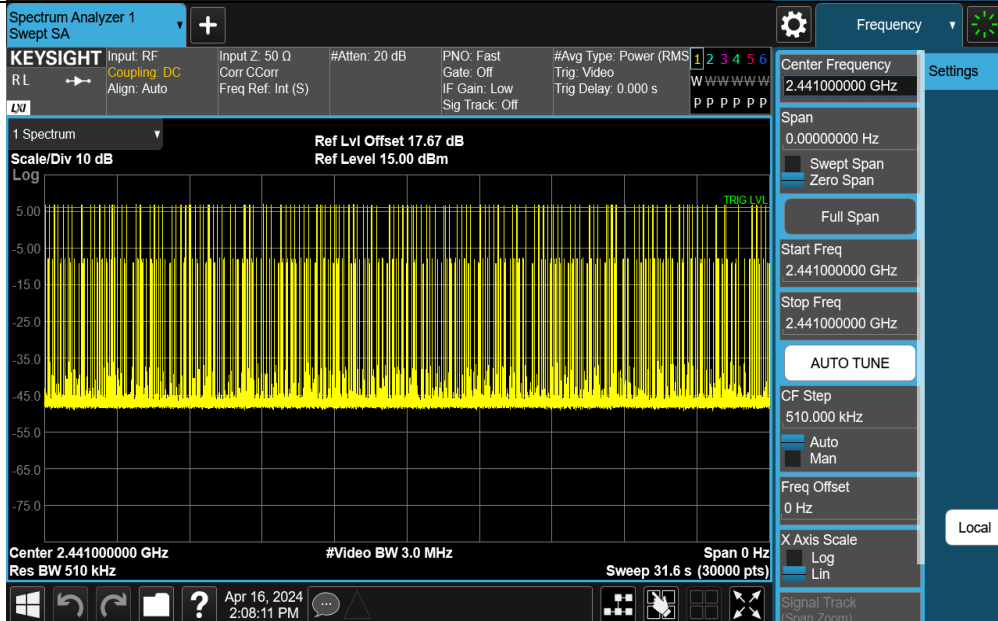 Spectrum Analyzer 1
Swept SA
Frequency
KEYSIGHT
R L
LXI
Input: RF
Coupling: DC
Align: Auto
Input Z: 50 Ω
Corr CCorr
Freq Ref: Int (S)
#Atten: 20 dB
PNO: Fast
Gate: Off
IF Gain: Low
Sig Track: Off
#Avg Type: Power (RMS
Trig: Video
Trig Delay: 0.000 s
1 2 3 4 5 6
W W W W W W
P P P P P P
1 Spectrum
Scale/Div 10 dB
Log
Ref Lvl Offset 17.67 dB
Ref Level 15.00 dBm
TRIG LVL
5.00
-5.00
-15.0
-25.0
-35.0
-45.0
-55.0
-65.0
-75.0
Center 2.441000000 GHz
Res BW 510 kHz
#Video BW 3.0 MHz
Span 0 Hz
Sweep 31.6 s (30000 pts)
Center Frequency
2.441000000 GHz
Span
0.00000000 Hz
Swept Span
Zero Span
Full Span
Start Freq
2.441000000 GHz
Stop Freq
2.441000000 GHz
AUTO TUNE
CF Step
510.000 kHz
Auto
Man
Freq Offset
0 Hz
X Axis Scale
Log
Lin
Signal Track
(Span Zoom)
Settings
Local
?
Apr 16, 2024
2:08:11 PM